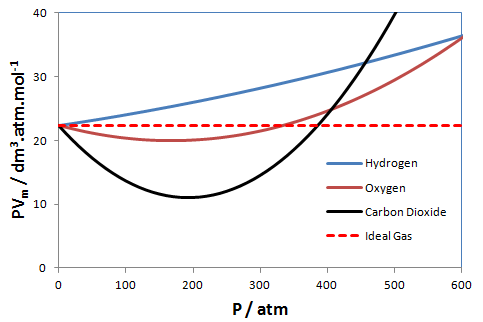 40
30
20
10
0
0 100 200 300 400 500 600
PVₘ / dm³.atm.mol⁻¹
P / atm
Hydrogen
Oxygen
Carbon Dioxide
Ideal Gas